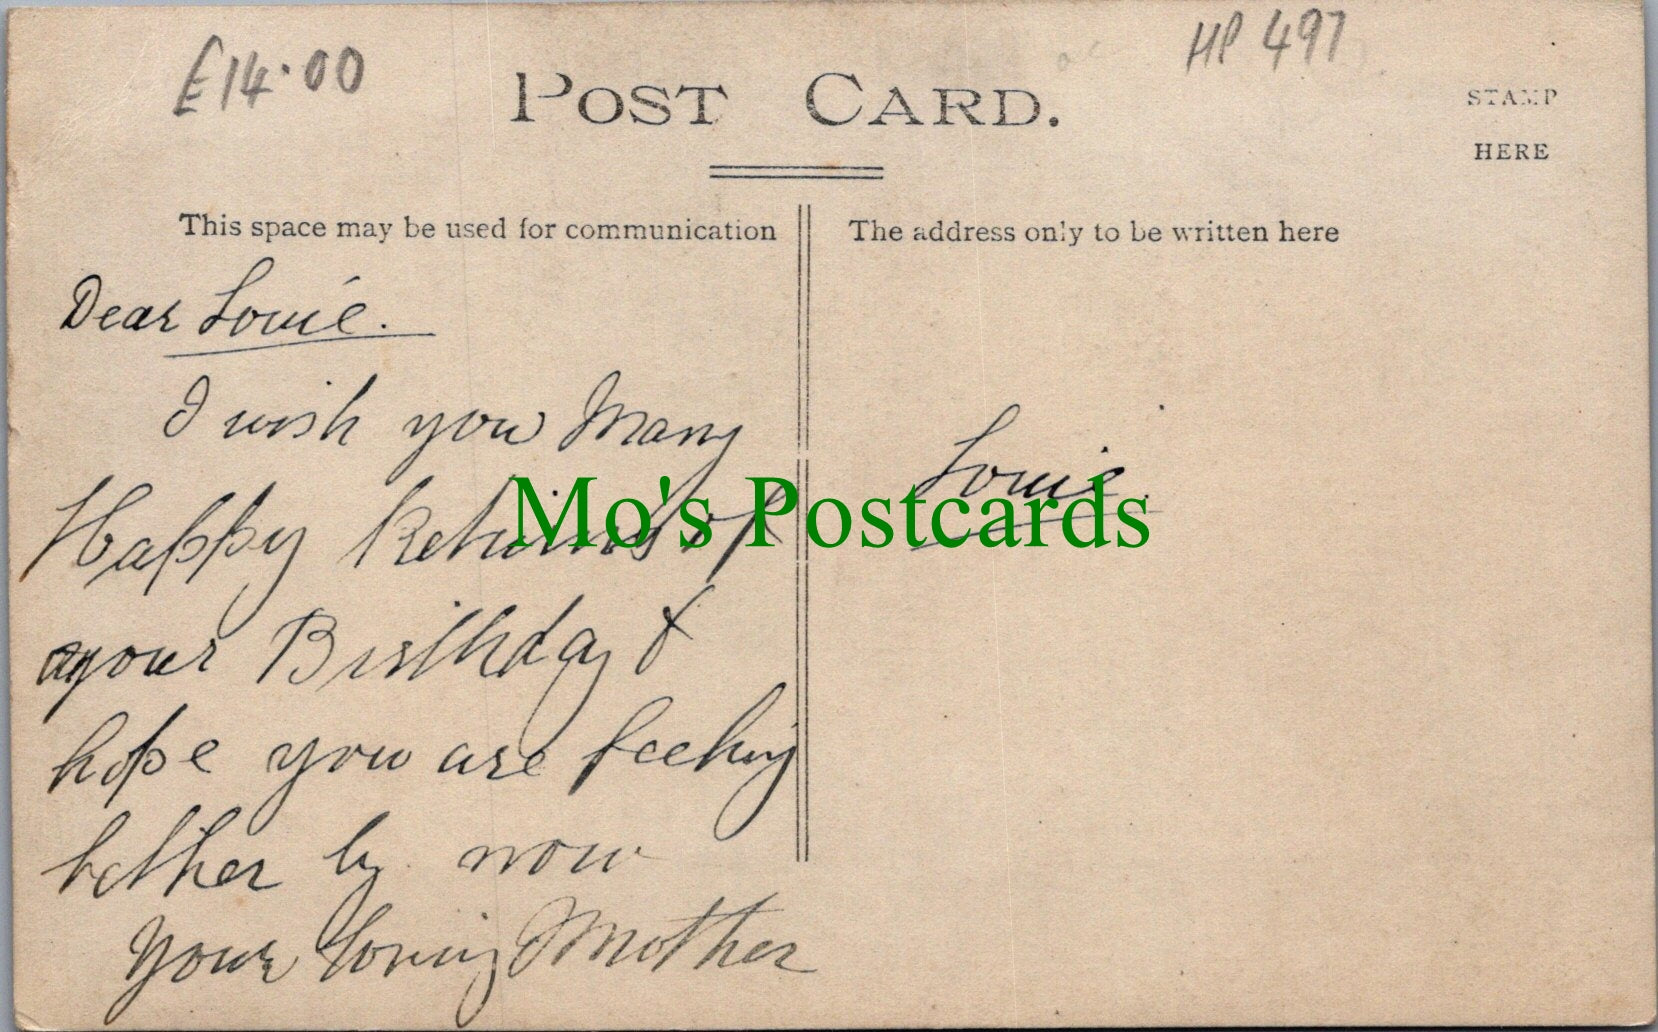 £14.00
HP 497
POST CARD.
STAMP
HERE
This space may be used for communication
The address only to be written here
Dear Louie.
I wish you Many
Happy Returns of
your Birthday &
hope you are feeling
better by now
Your loving Mother
Louie.
Mo's Postcards